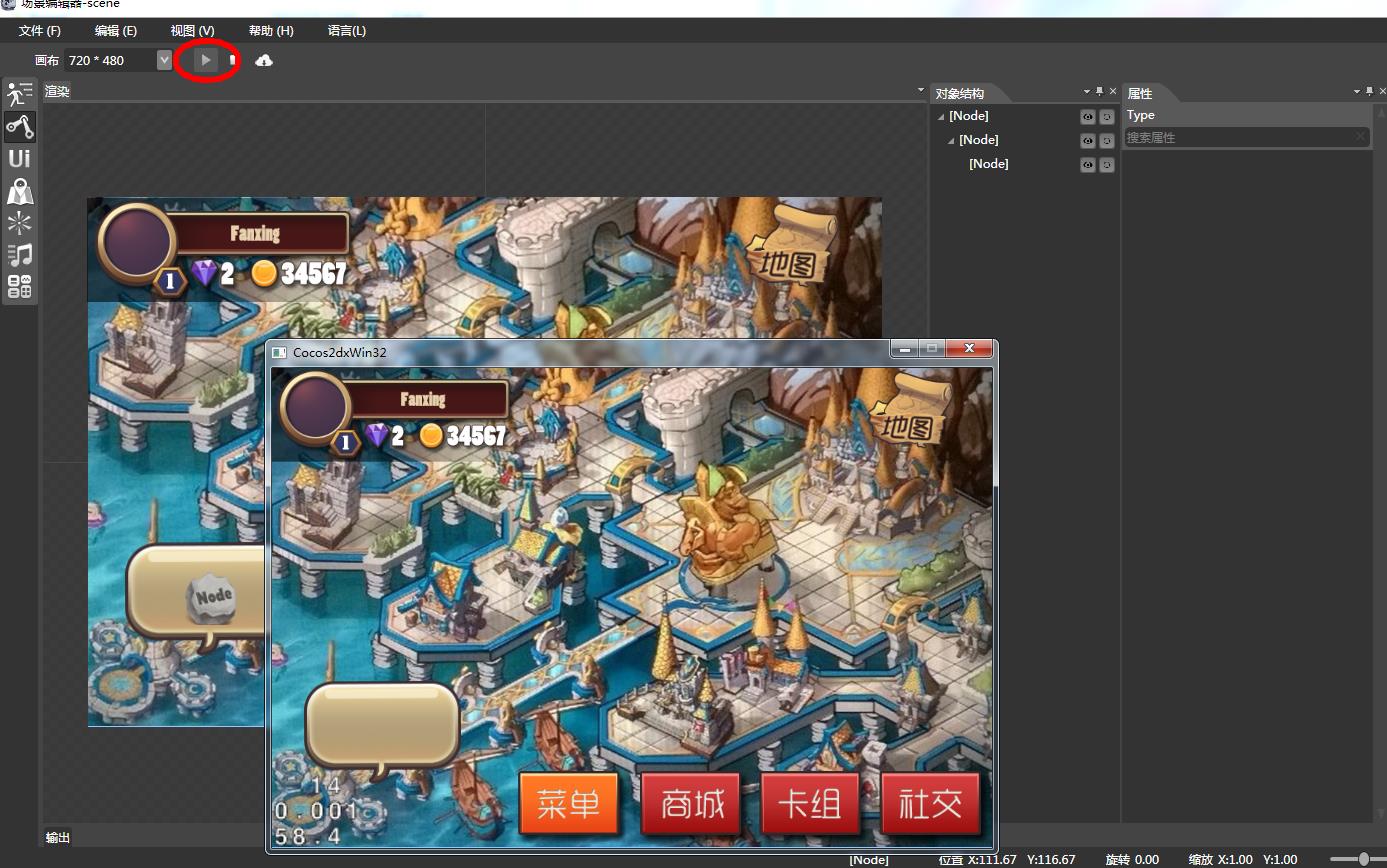 场景编辑器-scene
文件 (F) 编辑 (E) 视图 (V) 帮助 (H) 语言(L)
画布 720 * 480
渲染
对象结构
属性
[Node]
Type
搜索属性
[Node]
[Node]
Ui
Fanxing
1 2 34567
地图
Node
Cocos2dxWin32
Fanxing
1 2 34567
地图
14
0.001
58.4
菜单 商城 卡组 社交
输出
[Node] 位置 X:111.67 Y:116.67 旋转 0.00 缩放 X:1.00 Y:1.00